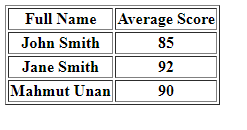 Full Name Average Score
John Smith 85
Jane Smith 92
Mahmut Unan 90